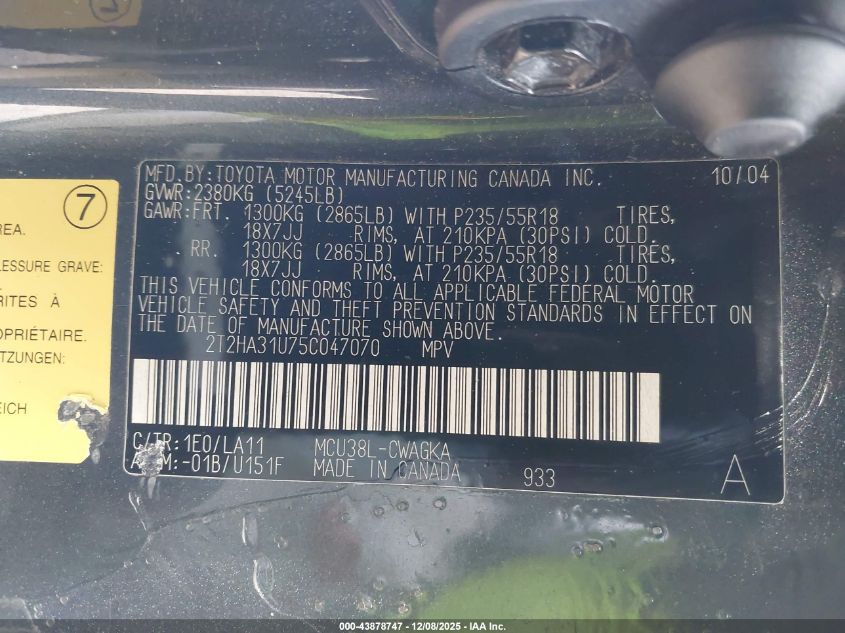 7
REA.
LESSURE GRAVE:
RITES À
OPRIÉTAIRE.
TZUNGEN:
EICH
MFD.BY:TOYOTA MOTOR MANUFACTURING CANADA INC. 10/04
GVWR:2380KG (5245LB)
GAWR:FRT. 1300KG (2865LB) WITH P235/55R18 TIRES,
18X7JJ RIMS, AT 210KPA (30PSI) COLD.
RR. 1300KG (2865LB) WITH P235/55R18 TIRES,
18X7JJ RIMS, AT 210KPA (30PSI) COLD.
THIS VEHICLE CONFORMS TO ALL APPLICABLE FEDERAL MOTOR
VEHICLE SAFETY AND THEFT PREVENTION STANDARDS IN EFFECT ON
THE DATE OF MANUFACTURE SHOWN ABOVE.
2T2HA31U75C047070 MPV
C/TR:1E0/LA11 MCU38L-CWAGKA
A M:-01B/U151F MADE IN CANADA 933 A
000-43878747 - 12/08/2025 - IAA Inc.